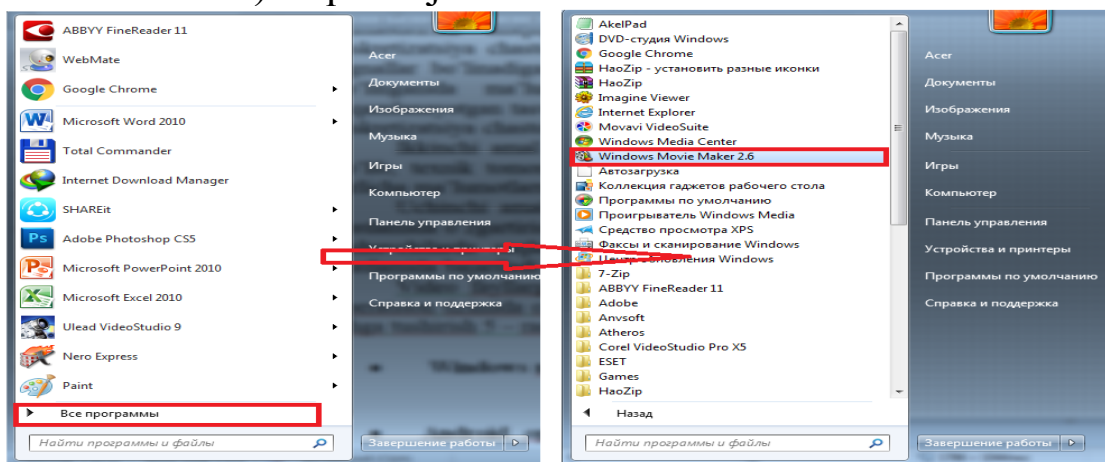 ABBYY FineReader 11
WebMate
Google Chrome
Microsoft Word 2010
Total Commander
Internet Download Manager
SHAREit
Adobe Photoshop CS5
Microsoft PowerPoint 2010
Microsoft Excel 2010
Ulead VideoStudio 9
Nero Express
Paint
Все программы
Найти программы и файлы
Acer
Документы
Изображения
Музыка
Игры
Компьютер
Панель управления
Устройства и принтеры
Программы по умолчанию
Справка и поддержка
Завершение работы
AkelPad
DVD-студия Windows
Google Chrome
HaoZip - установить разные иконки
HaoZip
Imagine Viewer
Internet Explorer
Movavi VideoSuite
Windows Media Center
Windows Movie Maker 2.6
Автозагрузка
Коллекция гаджетов рабочего стола
Программы по умолчанию
Проигрыватель Windows Media
Средство просмотра XPS
Факсы и сканирование Windows
Центр обновления Windows
7-Zip
ABBYY FineReader 11
Adobe
Anvsoft
Atheros
Corel VideoStudio Pro X5
ESET
Games
HaoZip
Назад
Найти программы и файлы
Acer
Документы
Изображения
Музыка
Игры
Компьютер
Панель управления
Устройства и принтеры
Программы по умолчанию
Справка и поддержка
Завершение работы